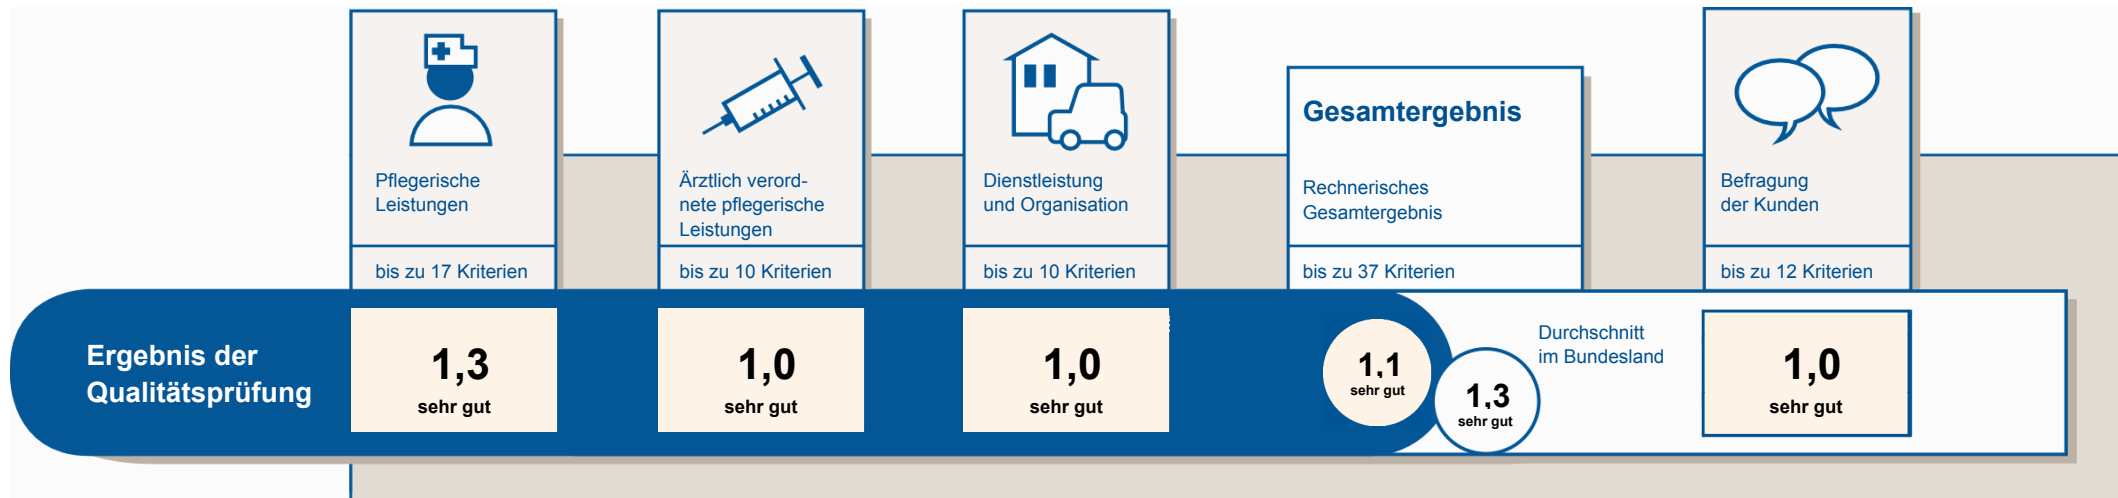 Pflegerische
Leistungen
bis zu 17 Kriterien
Ärztlich verord-
nete pflegerische
Leistungen
bis zu 10 Kriterien
Dienstleistung
und Organisation
bis zu 10 Kriterien
Gesamtergebnis
Rechnerisches
Gesamtergebnis
bis zu 37 Kriterien
Befragung
der Kunden
bis zu 12 Kriterien
Ergebnis der
Qualitätsprüfung
1,3
sehr gut
1,0
sehr gut
1,0
sehr gut
1,1
sehr gut
1,3
sehr gut
Durchschnitt
im Bundesland
1,0
sehr gut